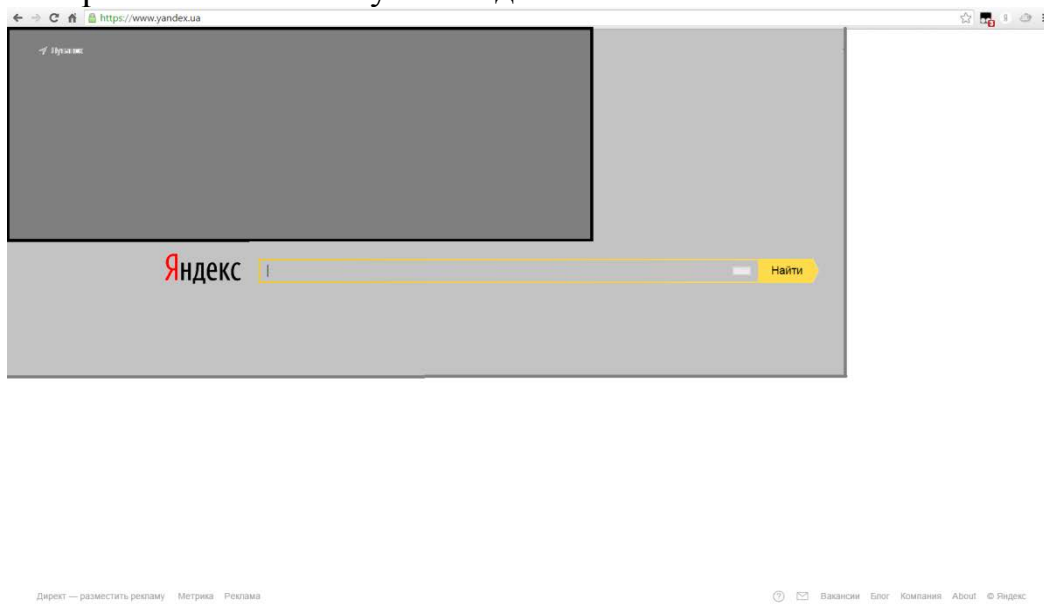 https://www.yandex.ua
Яндекс
Найти
Директ — разместить рекламу Метрика Реклама
Вакансии Блог Компания About © Яндекс